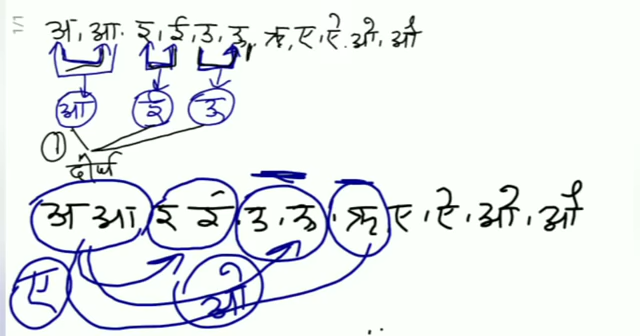 अ, आ. इ, ई, उ, ऊ, ऋ, ए, ऐ. ओ, औ
आ ई ऊ
① दीर्घ
अ आ, इ ई, उ, ऊ, ऋ, ए, ऐ, ओ, औ
ए ओ